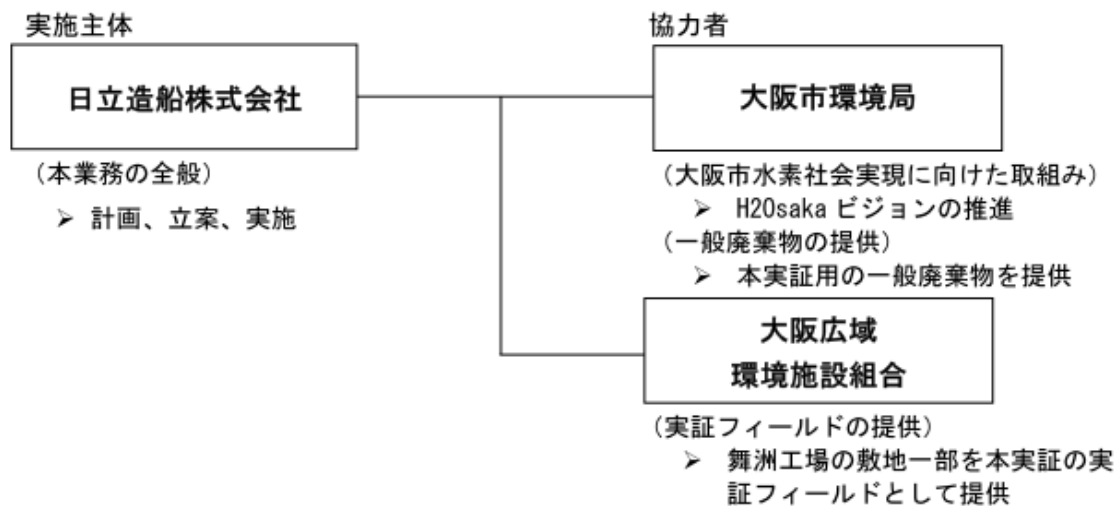 実施主体
日立造船株式会社
（本業務の全般）
➢ 計画、立案、実施
協力者
大阪市環境局
（大阪市水素社会実現に向けた取組み）
➢ H2Osaka ビジョンの推進
（一般廃棄物の提供）
➢ 本実証用の一般廃棄物を提供
大阪広域
環境施設組合
（実証フィールドの提供）
➢ 舞洲工場の敷地一部を本実証の実
証フィールドとして提供